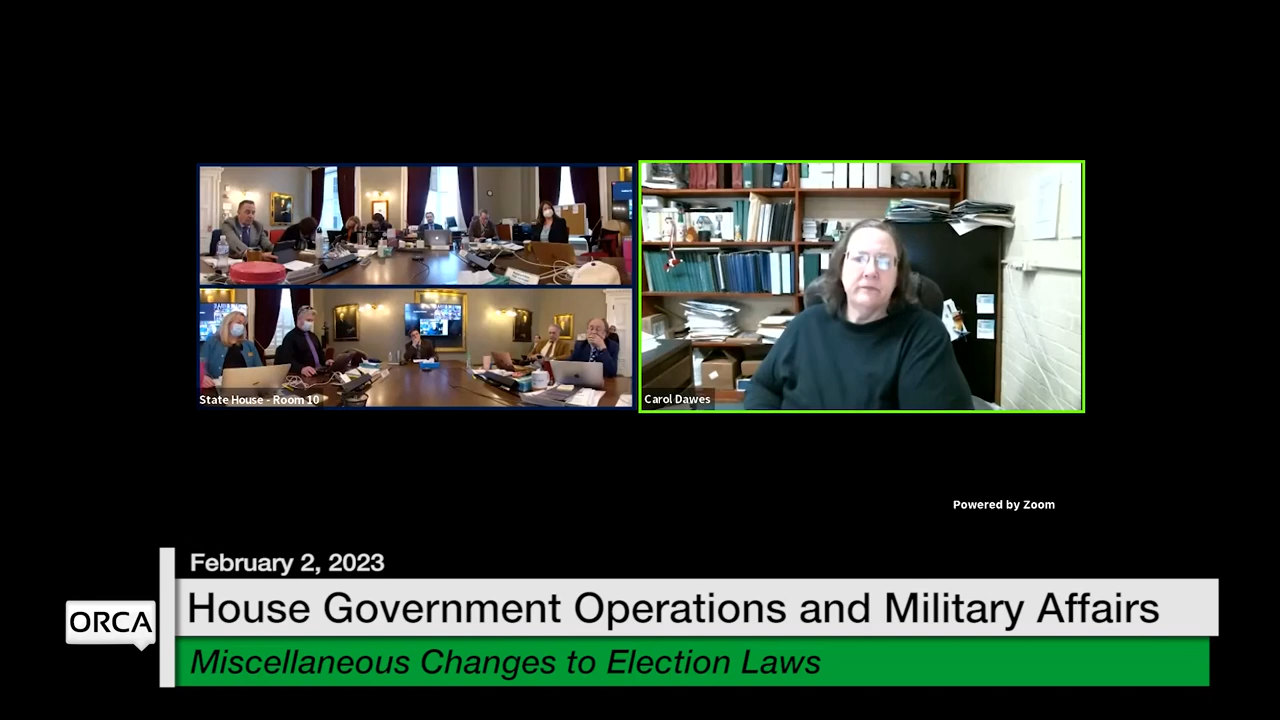 State House - Room 10
Carol Dawes
Powered by Zoom
February 2, 2023
ORCA
House Government Operations and Military Affairs
Miscellaneous Changes to Election Laws